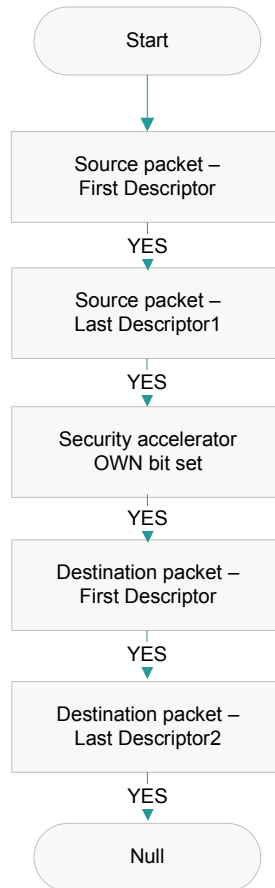 Start
Source packet –
First Descriptor
YES
Source packet –
Last Descriptor1
YES
Security accelerator
OWN bit set
YES
Destination packet –
First Descriptor
YES
Destination packet –
Last Descriptor2
YES
Null